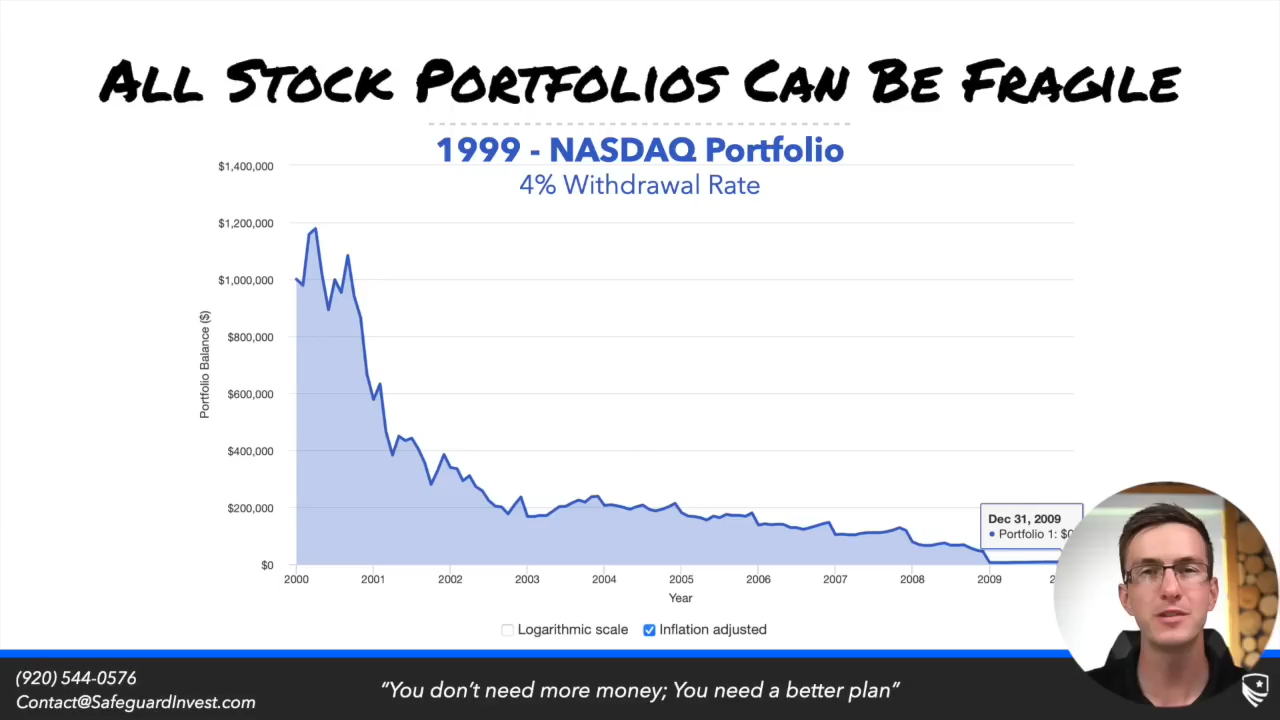 ALL STOCK PORTFOLIOS CAN BE FRAGILE
1999 - NASDAQ Portfolio
4% Withdrawal Rate
$1,400,000
$1,200,000
$1,000,000
$800,000
$600,000
$400,000
$200,000
$0
Portfolio Balance ($)
Dec 31, 2009
• Portfolio 1: $0
2000 2001 2002 2003 2004 2005 2006 2007 2008 2009
Year
Logarithmic scale Inflation adjusted
(920) 544-0576
Contact@SafeguardInvest.com
“You don’t need more money; You need a better plan”